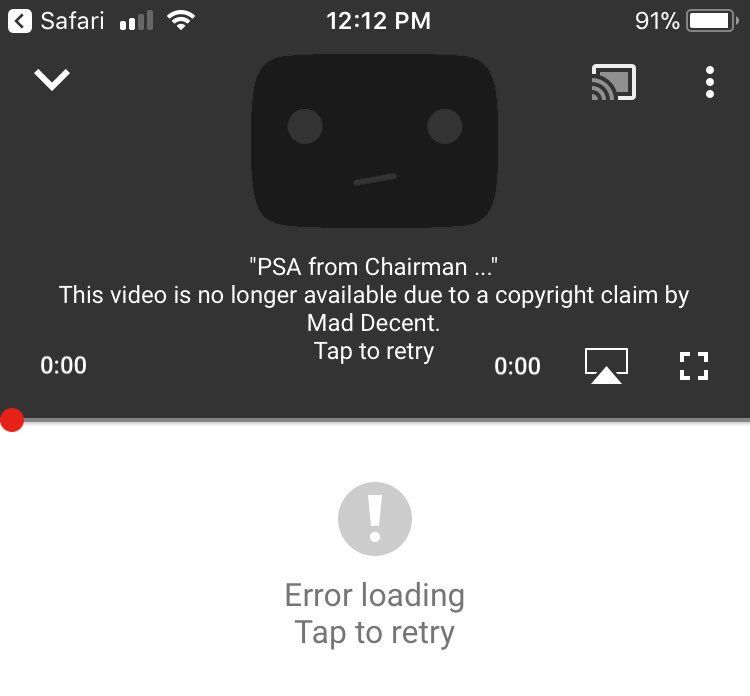 Safari 12:12 PM 91%
"PSA from Chairman ..."
This video is no longer available due to a copyright claim by
Mad Decent.
Tap to retry
0:00 0:00
Error loading
Tap to retry